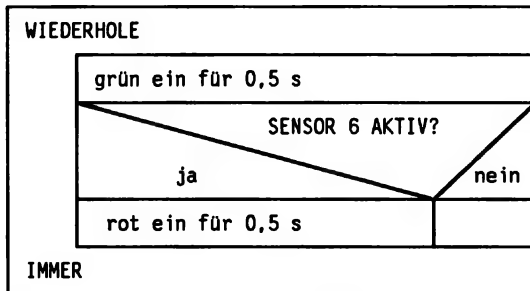 WIEDERHOLE
grün ein für 0,5 s
SENSOR 6 AKTIV?
ja
nein
rot ein für 0,5 s
IMMER